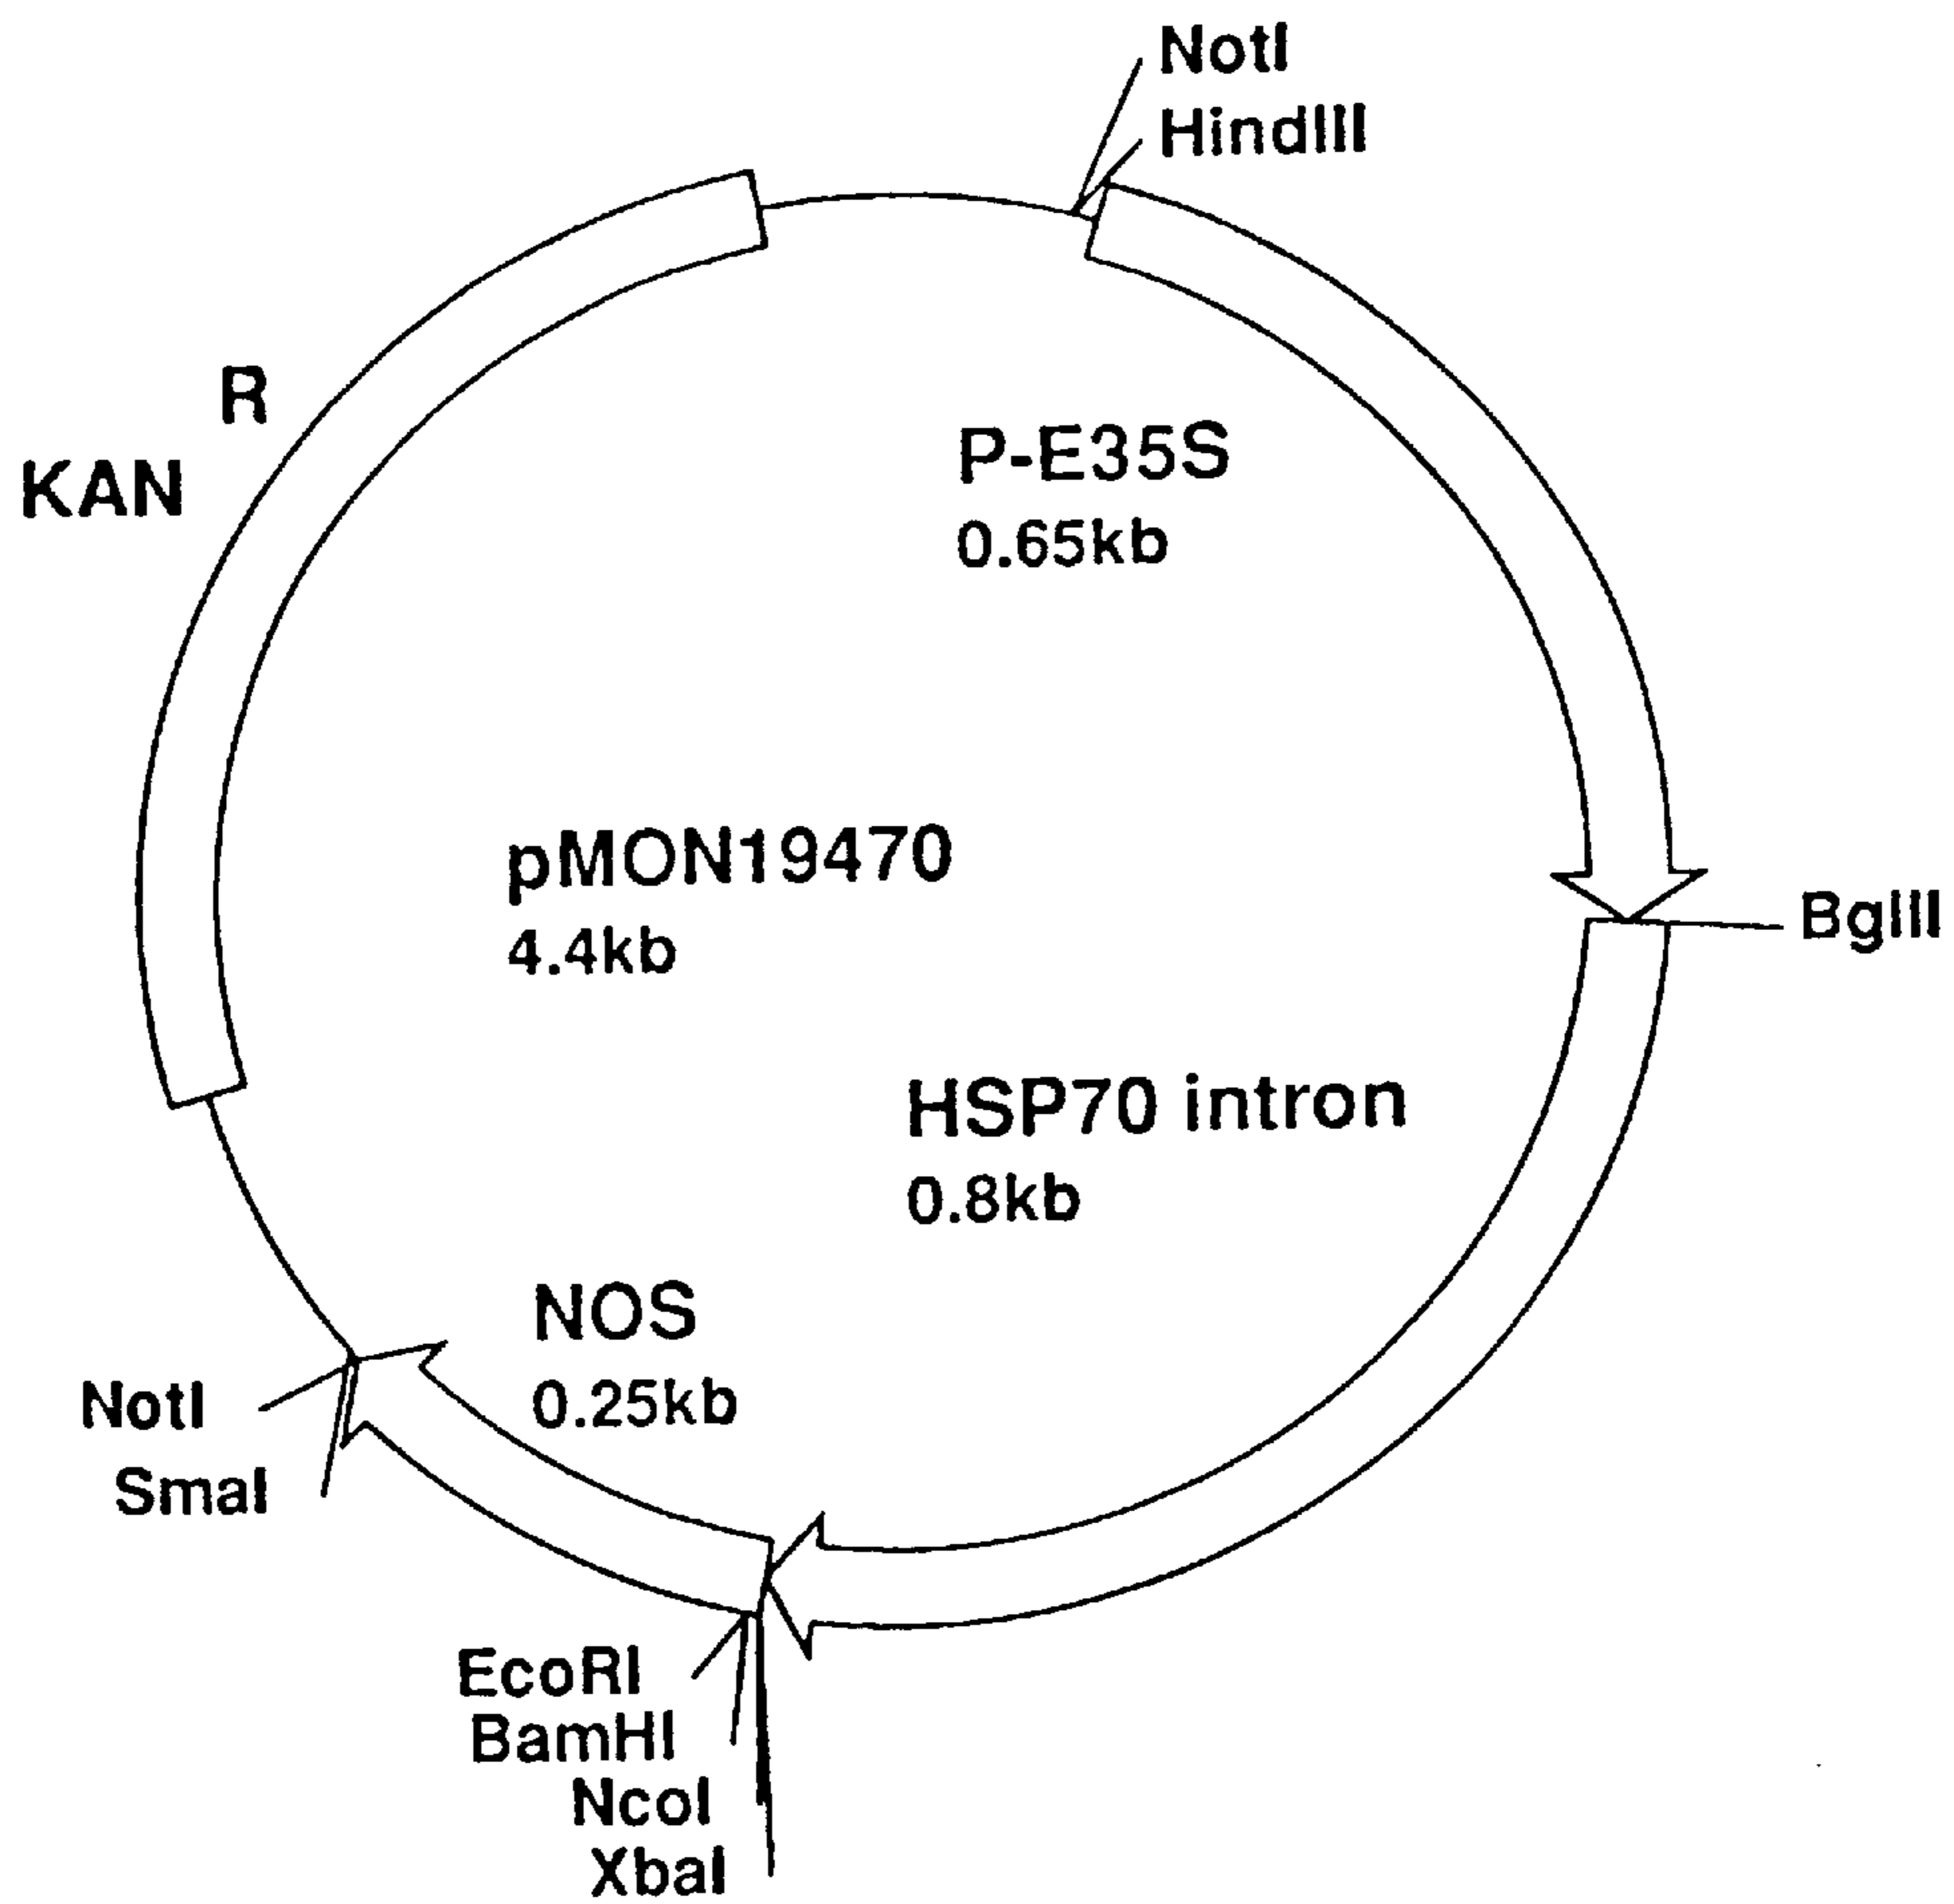 NotI
HindIII
R
KAN
P-E35S
0.65kb
pMON19470
4.4kb
BglII
HSP70 intron
0.8kb
NOS
0.25kb
NotI
SmaI
EcoRI
BamHI
NcoI
XbaI